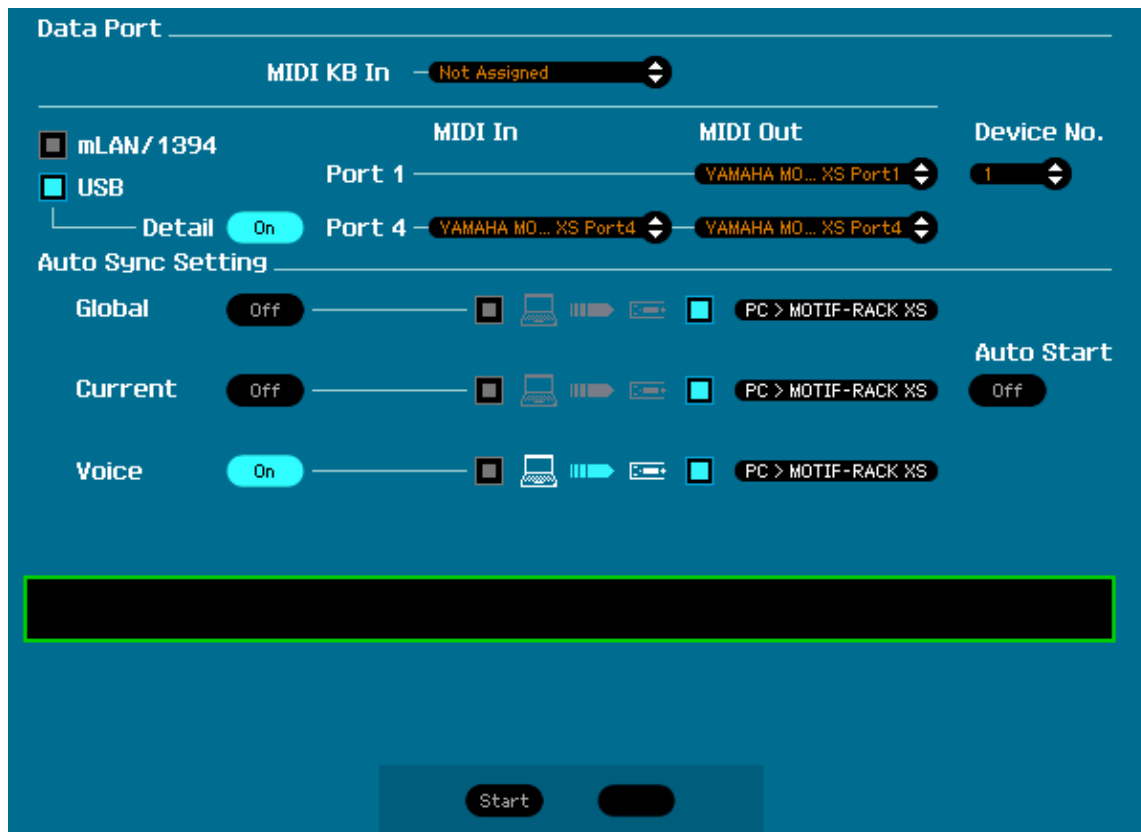 Data Port
MIDI KB In Not Assigned
MIDI In MIDI Out Device No.
mLAN/1394
Port 1 YAMAHA MO... XS Port1 1
USB
Detail On Port 4 YAMAHA MO... XS Port4 YAMAHA MO... XS Port4
Auto Sync Setting
Global Off PC > MOTIF-RACK XS
Auto Start
Current Off PC > MOTIF-RACK XS Off
Voice On PC > MOTIF-RACK XS
Start